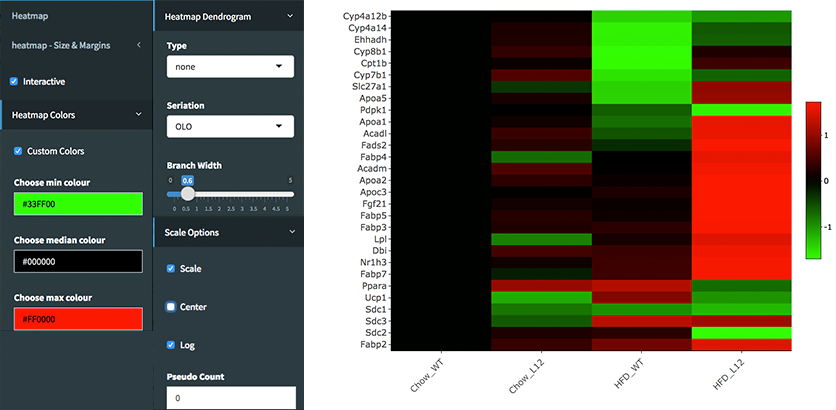 Heatmap
heatmap - Size & Margins
Interactive
Heatmap Colors
Custom Colors
Choose min colour
#33FF00
Choose median colour
#000000
Choose max colour
#FF0000
Heatmap Dendrogram
Type
none
Seriation
OLO
Branch Width
0 0.6 5
0 0.5 1 1.5 2 2.5 3 3.5 4 4.5 5
Scale Options
Scale
Center
Log
Pseudo Count
0
Cyp4a12b
Cyp4a14
Ehhadh
Cyp8b1
Cpt1b
Cyp7b1
Slc27a1
Apoa5
Pdpk1
Apoa1
Acadl
Fads2
Fabp4
Acadm
Apoa2
Apoc3
Fgf21
Fabp5
Fabp3
Lpl
Dbi
Nr1h3
Fabp7
Ppara
Ucp1
Sdc1
Sdc3
Sdc2
Fabp2
Chow_WT
Chow_L12
HFD_WT
HFD_L12
1
0
-1